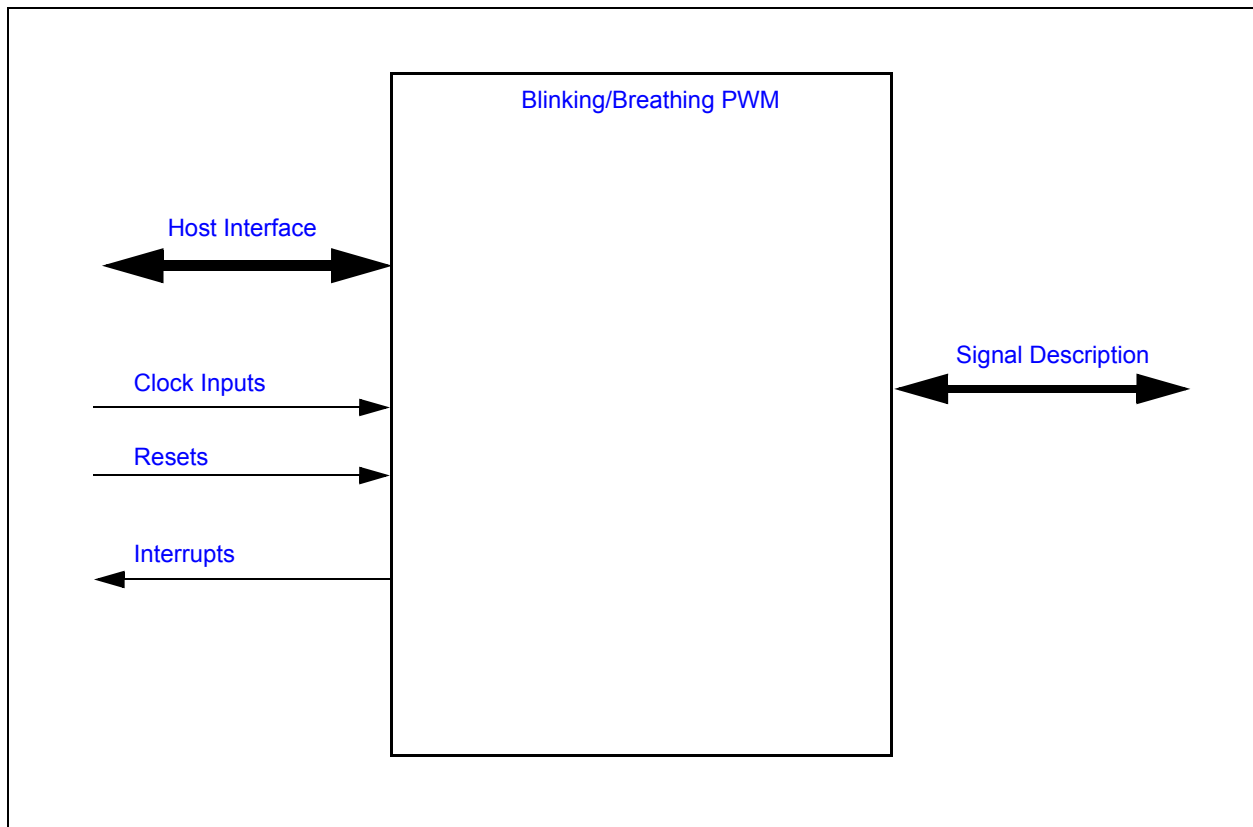 Blinking/Breathing PWM
Host Interface
Clock Inputs
Resets
Interrupts
Signal Description